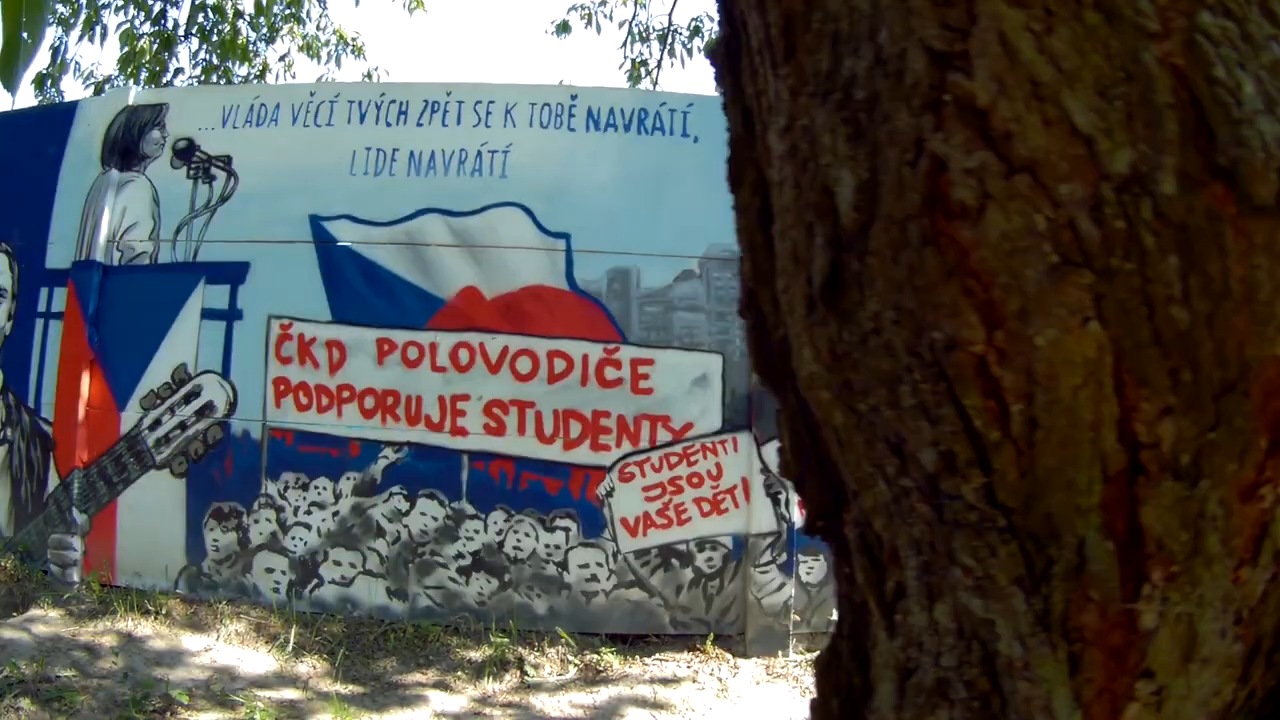 ...VLÁDA VĚCÍ TVÝCH ZPĚT SE K TOBĚ NAVRÁTÍ,
LIDE NAVRÁTÍ
ČKD POLOVODIČE
PODPORUJE STUDENTY
STUDENTI
JSOU
VAŠE DĚTI